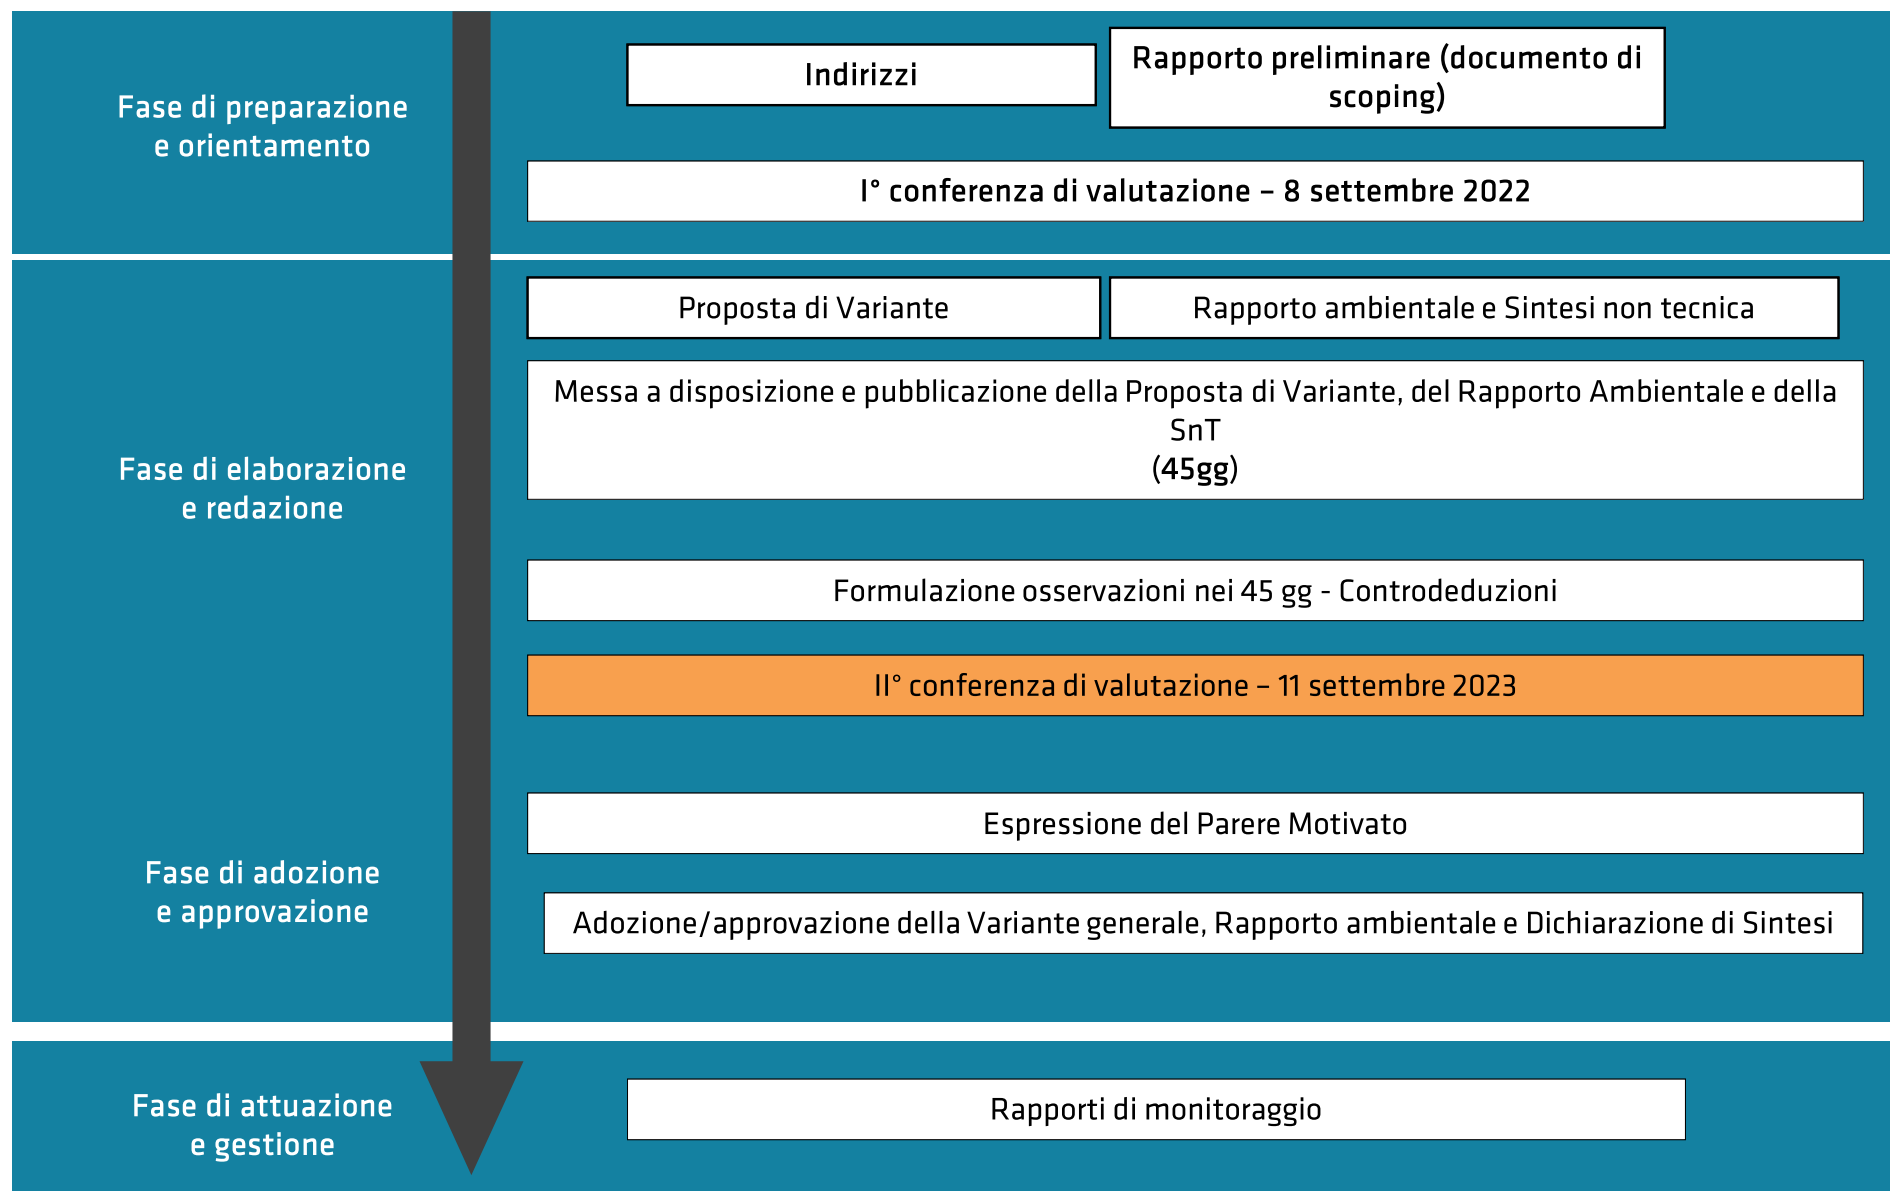 Fase di preparazione
e orientamento
Indirizzi
Rapporto preliminare (documento di
scoping)
I° conferenza di valutazione – 8 settembre 2022
Fase di elaborazione
e redazione
Proposta di Variante
Rapporto ambientale e Sintesi non tecnica
Messa a disposizione e pubblicazione della Proposta di Variante, del Rapporto Ambientale e della
SnT
(45gg)
Formulazione osservazioni nei 45 gg - Controdeduzioni
II° conferenza di valutazione – 11 settembre 2023
Fase di adozione
e approvazione
Espressione del Parere Motivato
Adozione/approvazione della Variante generale, Rapporto ambientale e Dichiarazione di Sintesi
Fase di attuazione
e gestione
Rapporti di monitoraggio